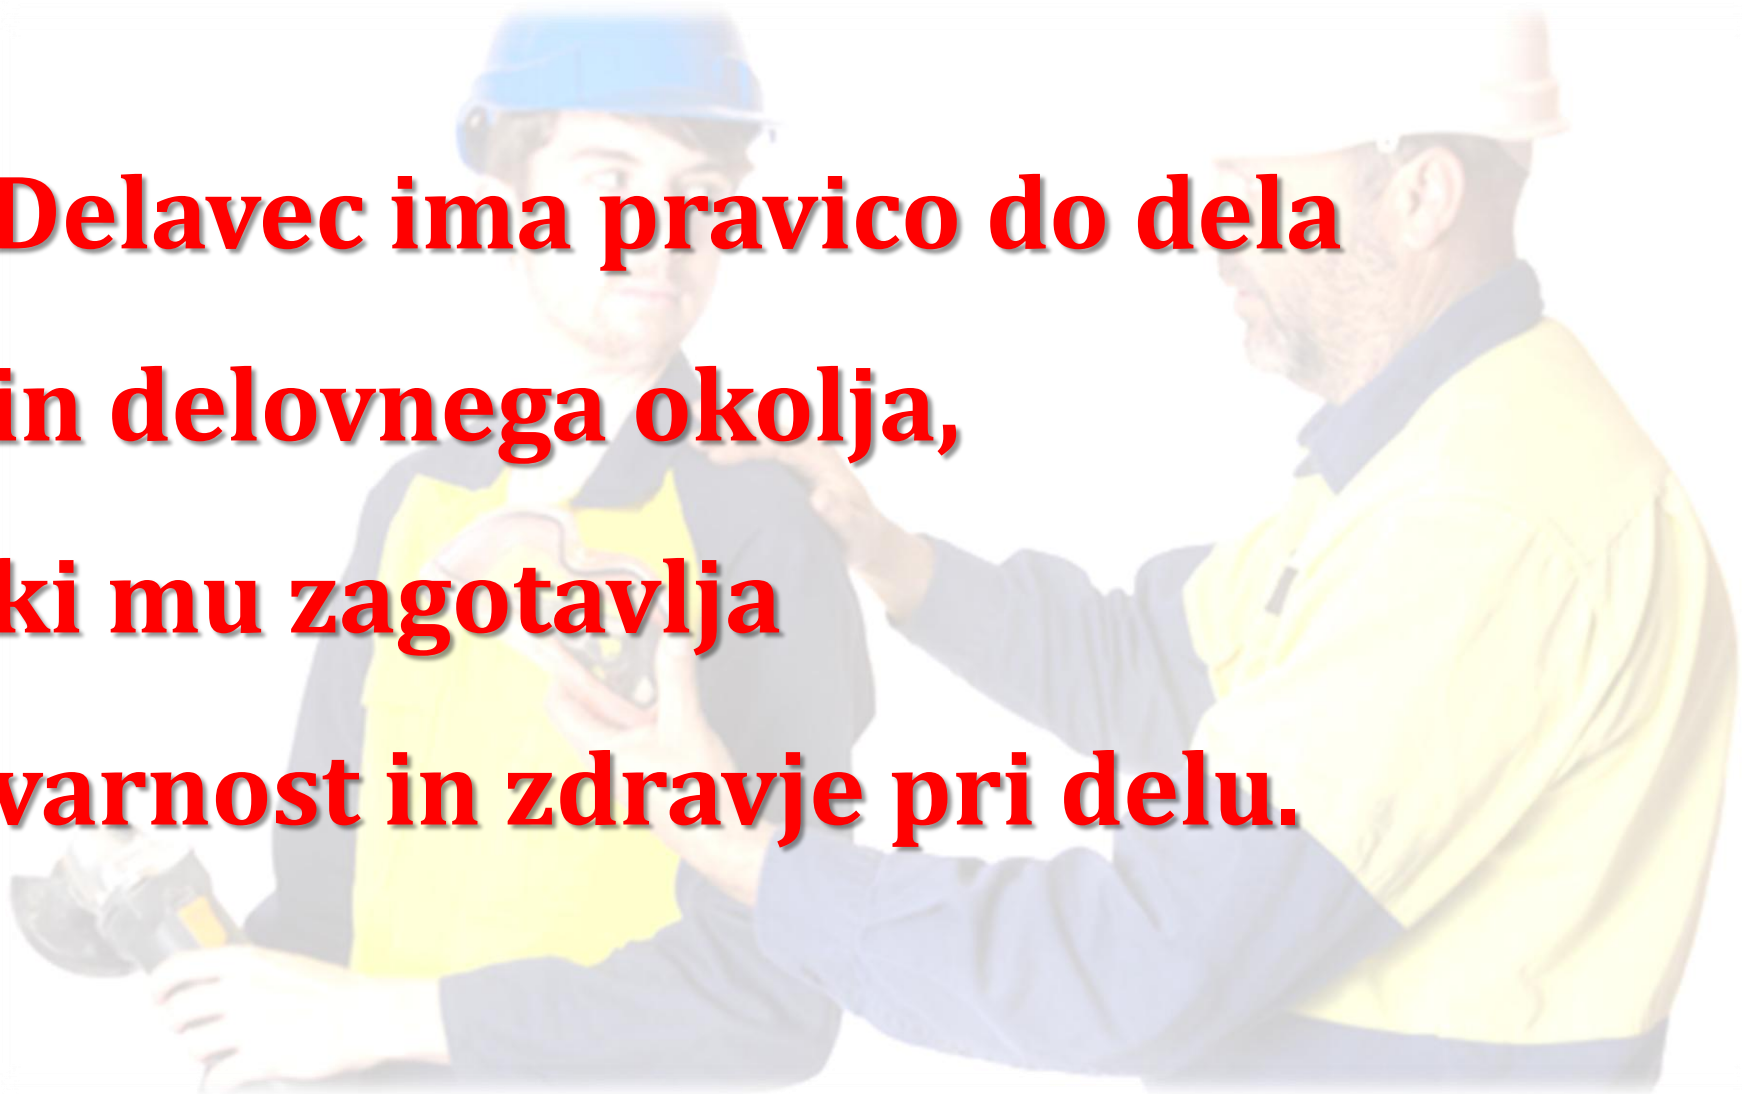 Delavec ima pravico do dela
in delovnega okolja,
ki mu zagotavlja
varnost in zdravje pri delu.